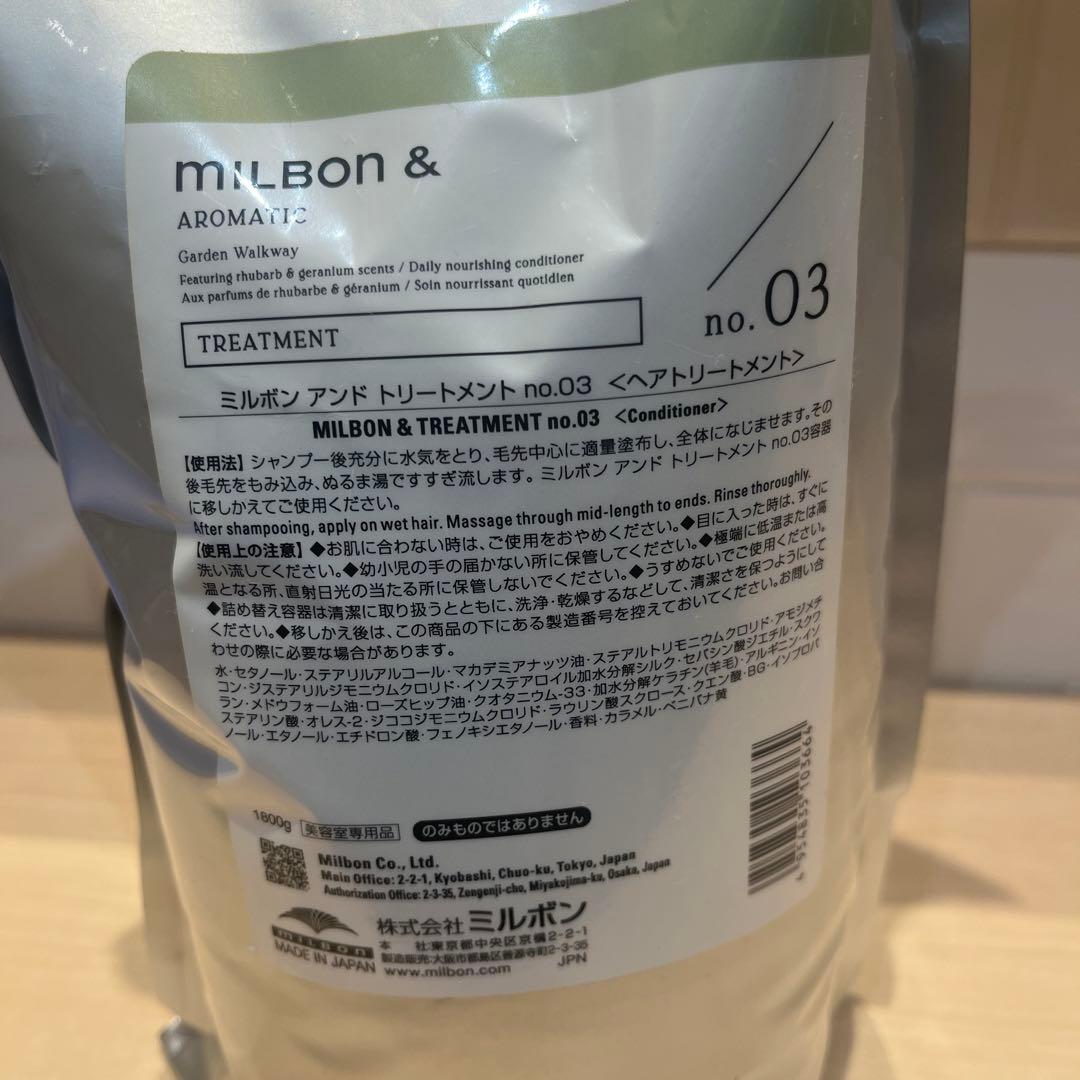 MILBON &
AROMATIC
Garden Walkway
Featuring rhubarb & geranium scents / Daily nourishing conditioner
Aux parfums de rhubarbe & géranium / Soin nourrissant quotidien
no. 03
TREATMENT
ミルボン アンド トリートメント no.03 <ヘアトリートメント>
MILBON & TREATMENT no.03 <Conditioner>
【使用法】シャンプー後充分に水気をとり、毛先中心に適量塗布し、全体になじませます。その
後毛先をもみ込み、ぬるま湯ですすぎ流します。ミルボン アンド トリートメント no.03容器
に移しかえてご使用ください。
After shampooing, apply on wet hair. Massage through mid-length to ends. Rinse thoroughly.
【使用上の注意】◆お肌に合わない時は、ご使用をおやめください。◆目に入った時は、すぐに
洗い流してください。◆幼小児の手の届かない所に保管してください。◆極端に低温または高
温となる所、直射日光の当たる所に保管しないでください。◆うすめないでご使用ください。
◆詰め替え容器は清潔に取り扱うとともに、洗浄・乾燥するなどして、清潔さを保つようにして
ください。◆移しかえ後は、この商品の下にある製造番号を控えておいてください。お問い合
わせの際に必要な場合があります。
水・セタノール・ステアリルアルコール・マカデミアナッツ油・ステアルトリモニウムクロリド・アモジメチ
コン・ジステアリルジモニウムクロリド・イソステアロイル加水分解シルク・セバシン酸ジエチル・スクワ
ラン・メドウフォーム油・ローズヒップ油・クオタニウム-33・加水分解ケラチン(羊毛)・アルギニン・イソ
ステアリン酸・オレス-2・ジココジモニウムクロリド・ラウリン酸スクロース・クエン酸・BG・イソプロパ
ノール・エタノール・エチドロン酸・フェノキシエタノール・香料・カラメル・ベニバナ黄
1800g 美容室専用品 のみものではありません
4 954835 103664
Milbon Co., Ltd.
Main Office: 2-2-1, Kyobashi, Chuo-ku, Tokyo, Japan
Authorization Office: 2-3-35, Zengenji-cho, Miyakojima-ku, Osaka, Japan
MILBON
MADE IN JAPAN
株式会社 ミルボン
本 社:東京都中央区京橋2-2-1
製造販売:大阪市都島区善源寺町2-3-35
www.milbon.com JPN